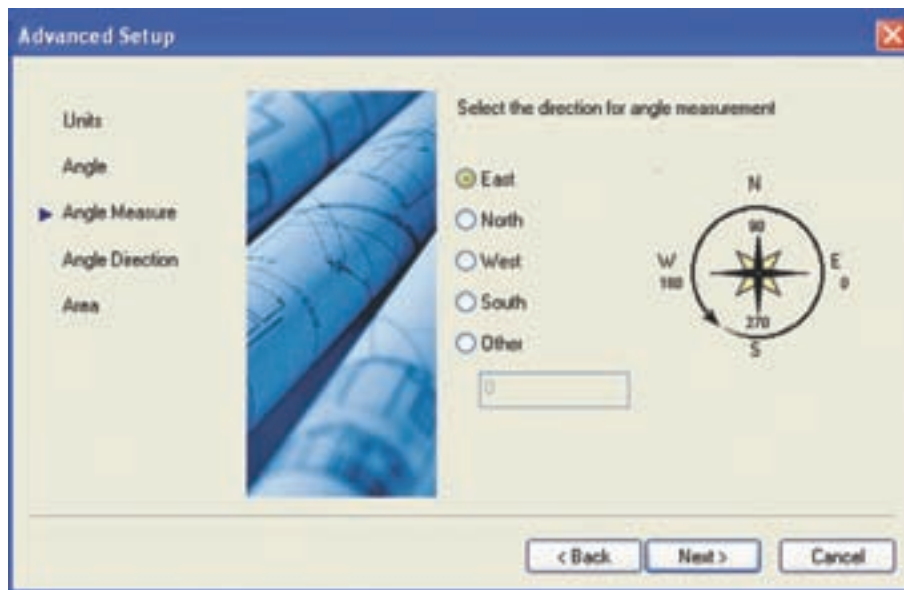 Advanced Setup
Units
Angle
Angle Measure
Angle Direction
Area
Select the direction for angle measurement
East
North
West
South
Other
0
N
90
W
180
E
0
270
S
< Back
Next >
Cancel